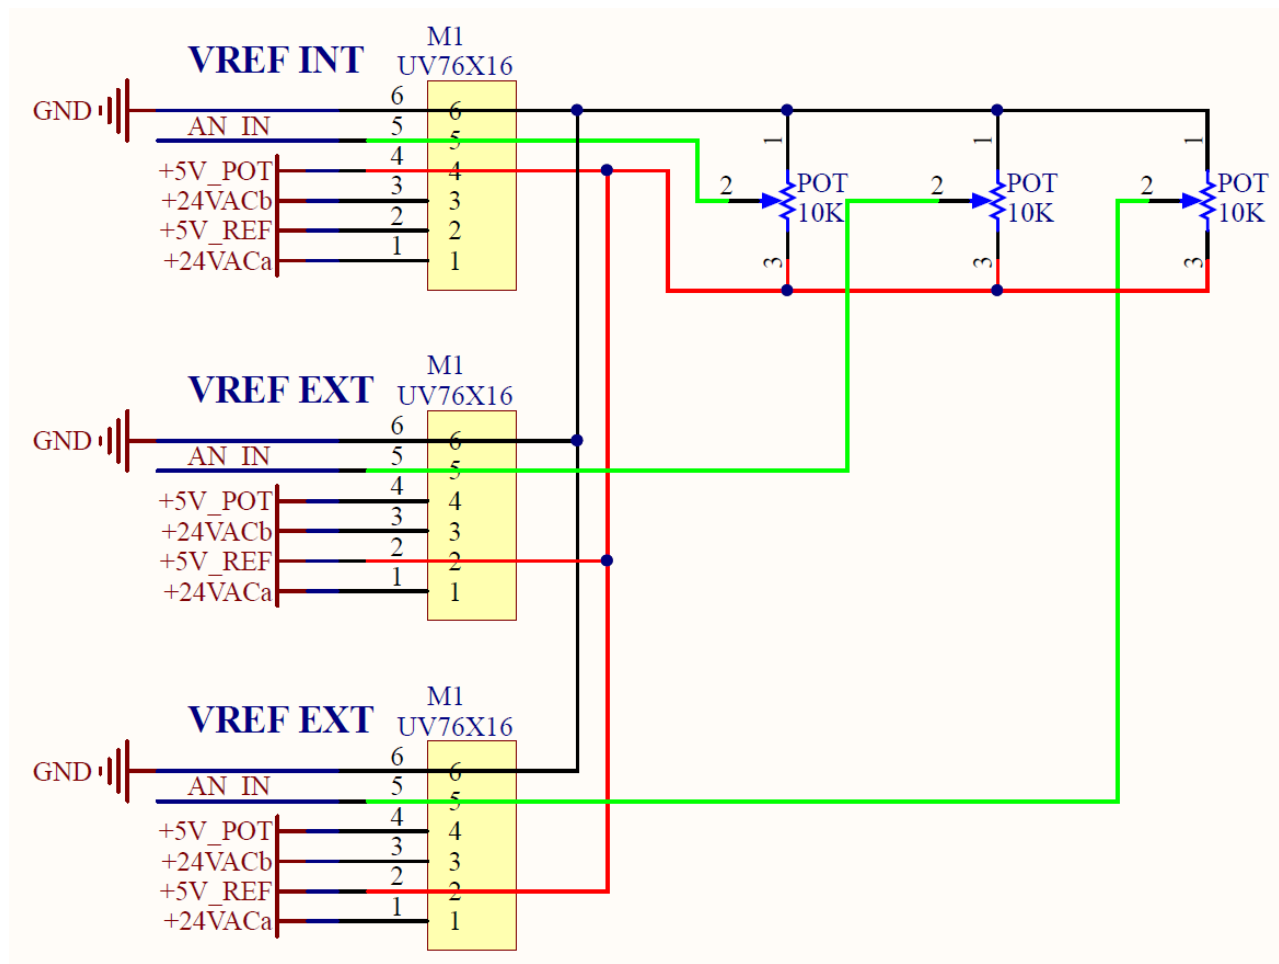 VREF INT
M1
UV76X16
GND
6
6
AN_IN
5
5
+5V_POT
4
4
+24VACb
3
3
+5V_REF
2
2
+24VACa
1
1
1
2
POT
10K
3
1
2
POT
10K
3
1
2
POT
10K
3
VREF EXT
M1
UV76X16
GND
6
6
AN_IN
5
5
+5V_POT
4
4
+24VACb
3
3
+5V_REF
2
2
+24VACa
1
1
VREF EXT
M1
UV76X16
GND
6
6
AN_IN
5
5
+5V_POT
4
4
+24VACb
3
3
+5V_REF
2
2
+24VACa
1
1